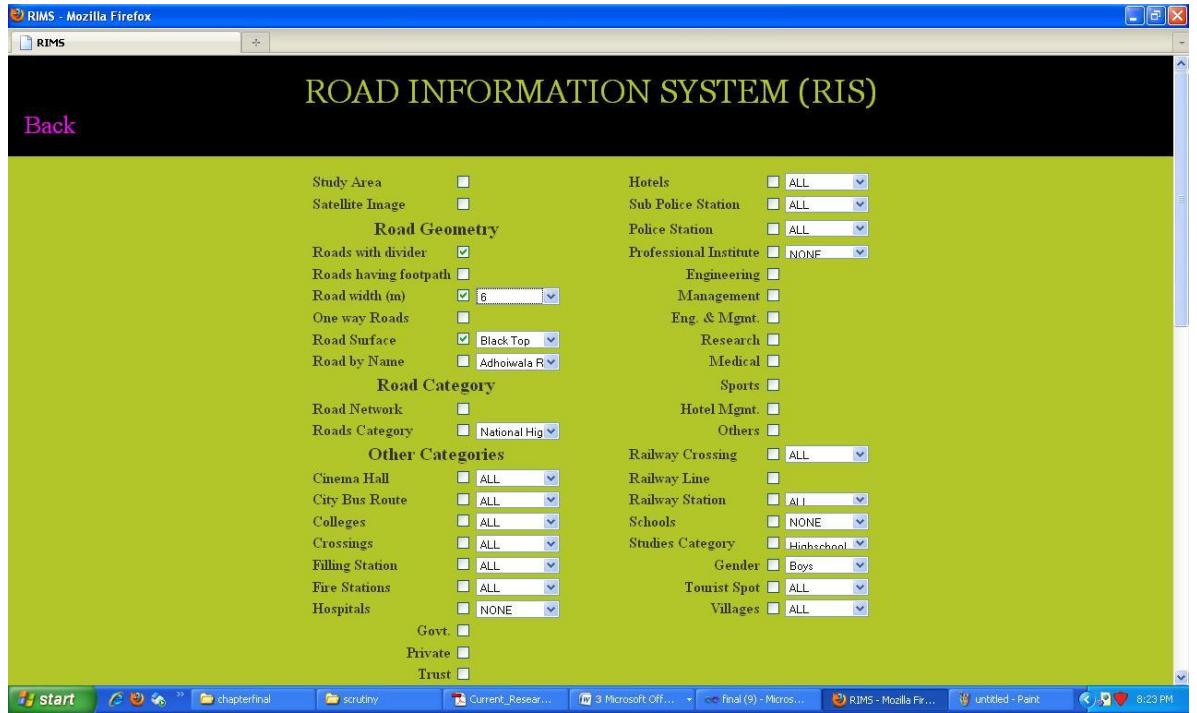 RIMS - Mozilla Firefox
RIMS
ROAD INFORMATION SYSTEM (RIS)
Back
Study Area
Satellite Image
Road Geometry
Roads with divider
Roads having footpath
Road width (m) 6
One way Roads
Road Surface Black Top
Road by Name Adhoiwala R
Road Category
Road Network
Roads Category National Hig
Other Categories
Cinema Hall ALL
City Bus Route ALL
Colleges ALL
Crossings ALL
Filling Station ALL
Fire Stations ALL
Hospitals NONE
Govt.
Private
Trust
Hotels ALL
Sub Police Station ALL
Police Station ALL
Professional Institute NONE
Engineering
Management
Eng. & Mgmt.
Research
Medical
Sports
Hotel Mgmt.
Others
Railway Crossing ALL
Railway Line
Railway Station ALL
Schools NONE
Studies Category Highschool
Gender Boys
Tourist Spot ALL
Villages ALL
start chapterfinal scrutiny Current_Resear... 3 Microsoft Off... final (9) - Micros... RIMS - Mozilla Fir... untitled - Paint 8:23 PM